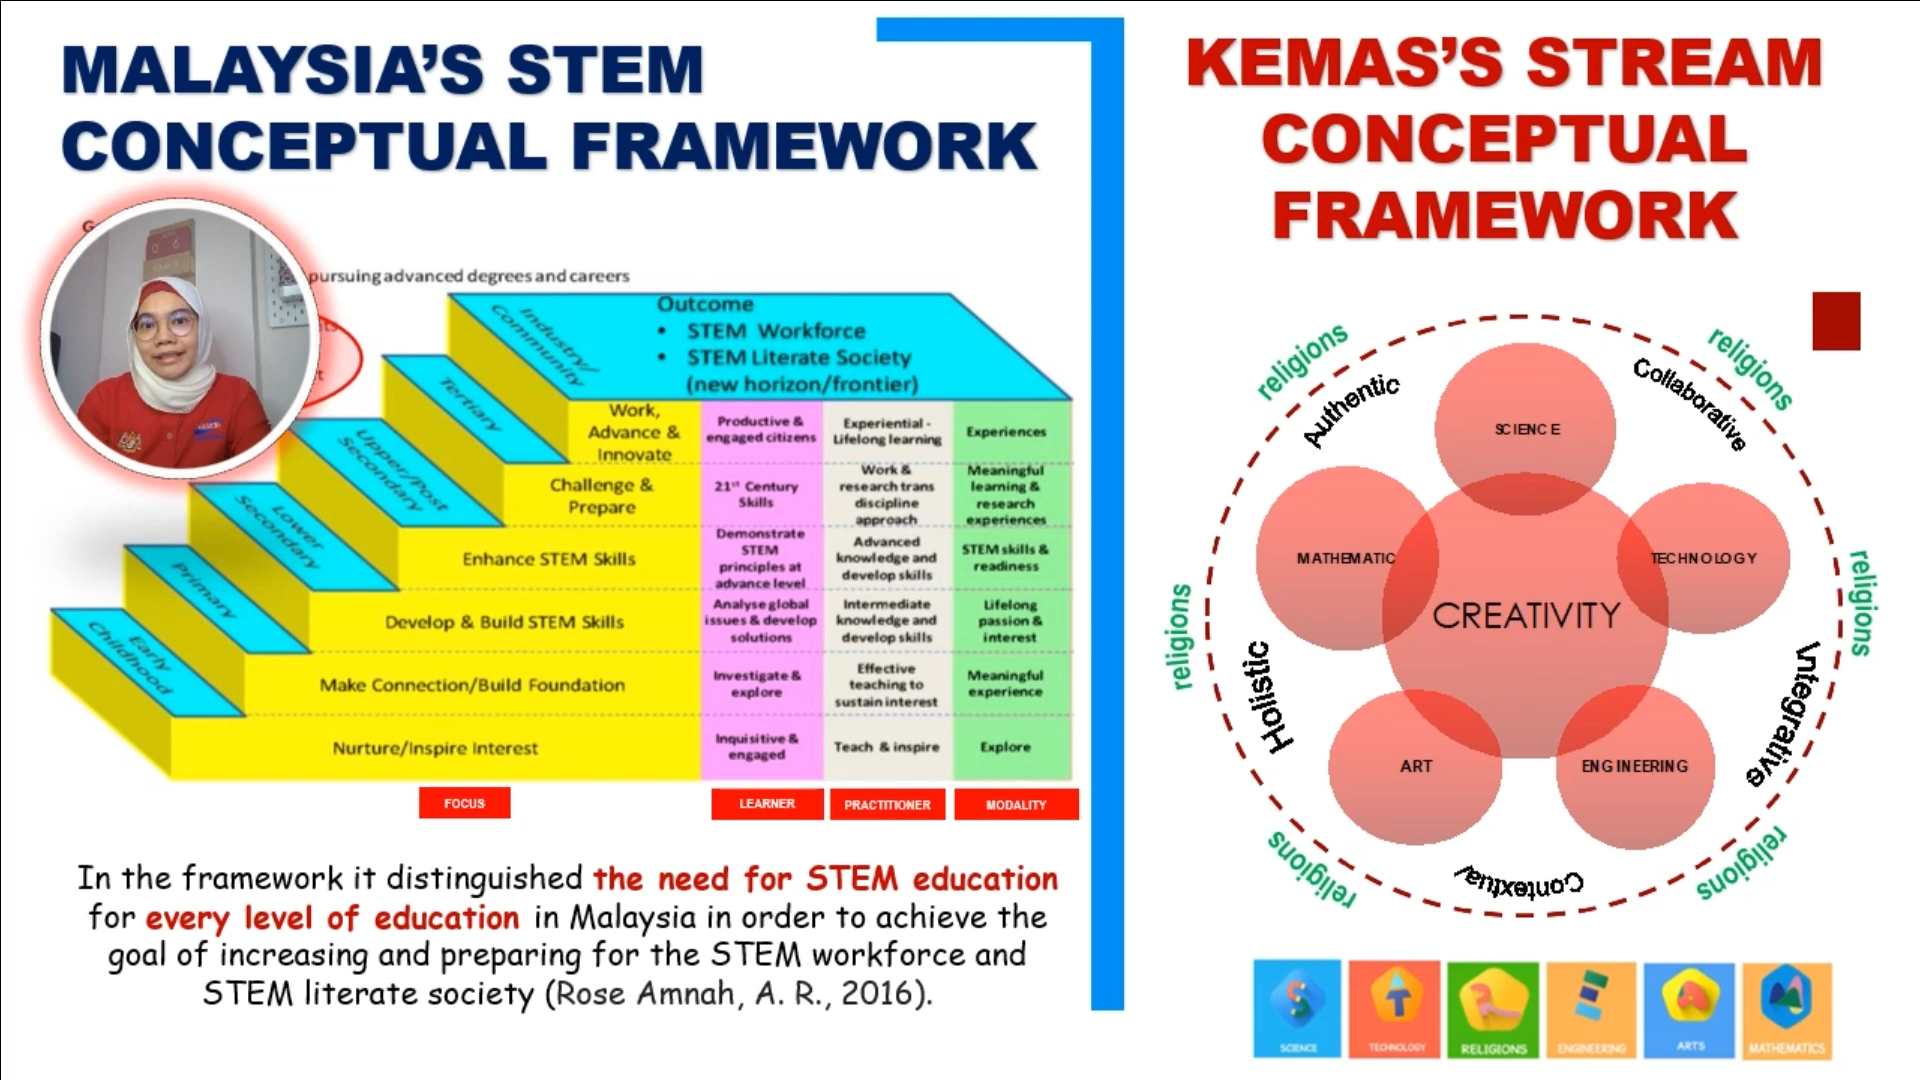 MALAYSIA'S STEM
CONCEPTUAL FRAMEWORK
pursuing advanced degrees and careers
Outcome
• STEM Workforce
• STEM Literate Society
(new horizon/frontier)
Industry/
Community
Tertiary
Upper/Post
Secondary
Lower
Secondary
Primary
Early
Childhood
Work,
Advance &
Innovate
Productive &
engaged citizens
Experiential -
Lifelong learning
Experiences
Challenge &
Prepare
21st Century
Skills
Work &
research trans
discipline
approach
Meaningful
learning &
research
experiences
Enhance STEM Skills
Demonstrate
STEM
principles at
advance level
Advanced
knowledge and
develop skills
STEM skills &
readiness
Develop & Build STEM Skills
Analyse global
issues & develop
solutions
Intermediate
knowledge and
develop skills
Lifelong
passion &
interest
Make Connection/Build Foundation
Investigate &
explore
Effective
teaching to
sustain interest
Meaningful
experience
Nurture/Inspire Interest
Inquisitive &
engaged
Teach & inspire
Explore
FOCUS
LEARNER
PRACTITIONER
MODALITY
In the framework it distinguished the need for STEM education
for every level of education in Malaysia in order to achieve the
goal of increasing and preparing for the STEM workforce and
STEM literate society (Rose Amnah, A. R., 2016).
KEMAS'S STREAM
CONCEPTUAL
FRAMEWORK
religions
religions
Authentic
Collaborative
SCIENCE
MATHEMATIC
TECHNOLOGY
religions
religions
CREATIVITY
Holistic
Integrative
ART
ENGINEERING
religions
religions
Contextual
SCIENCE
TECHNOLOGY
RELIGIONS
ENGINEERING
ARTS
MATHEMATICS